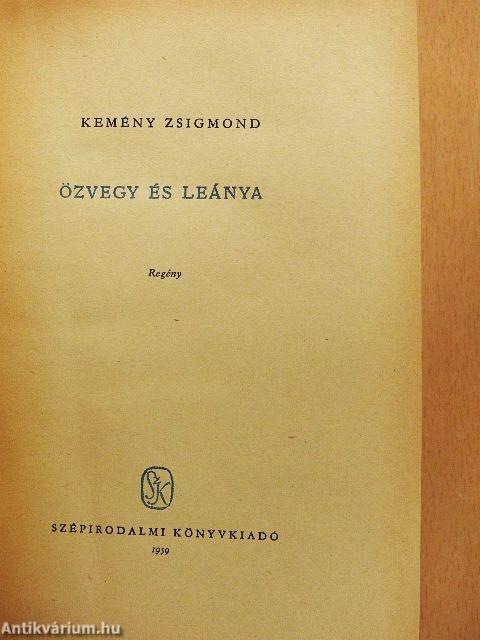 KEMÉNY ZSIGMOND
ÖZVEGY ÉS LEÁNYA
Regény
SzK
SZÉPIRODALMI KÖNYVKIADÓ
1959
Antikvárium.hu